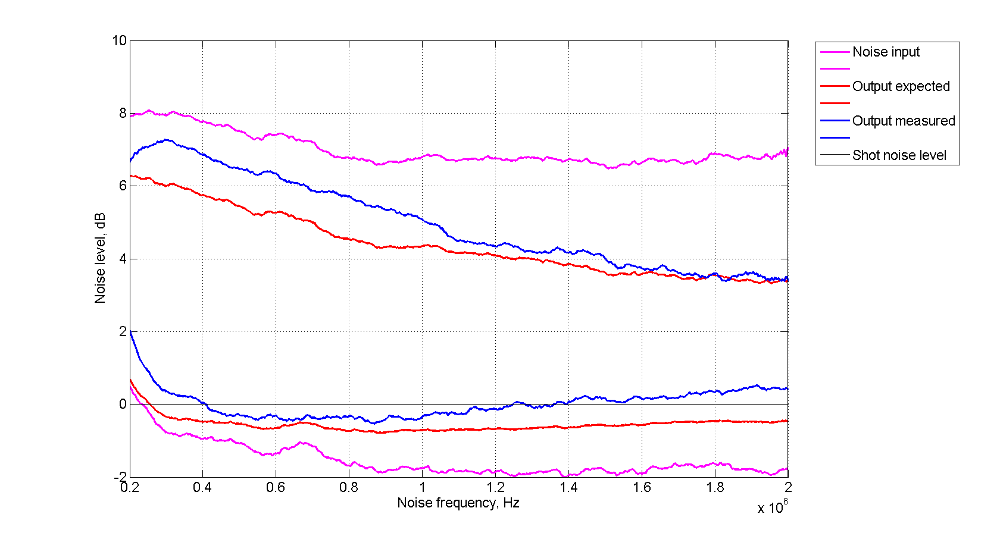 10
8
6
4
2
0
-2
Noise level, dB
0.2 0.4 0.6 0.8 1 1.2 1.4 1.6 1.8 2
Noise frequency, Hz
x 10^6
Noise input
Output expected
Output measured
Shot noise level